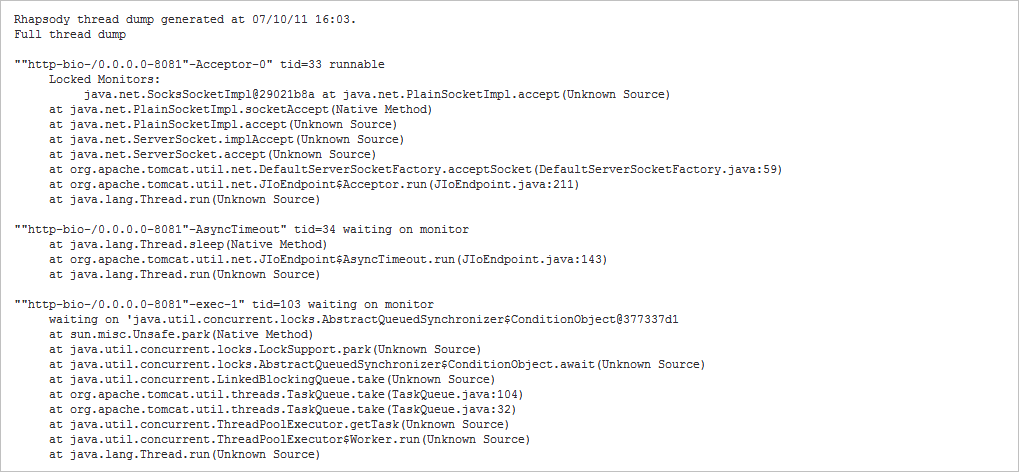 Rhapsody thread dump generated at 07/10/11 16:03.
Full thread dump
""http-bio-/0.0.0.0-8081"-Acceptor-0" tid=33 runnable
Locked Monitors:
java.net.SocksSocketImpl@29021b8a at java.net.PlainSocketImpl.accept(Unknown Source)
at java.net.PlainSocketImpl.socketAccept(Native Method)
at java.net.PlainSocketImpl.accept(Unknown Source)
at java.net.ServerSocket.implAccept(Unknown Source)
at java.net.ServerSocket.accept(Unknown Source)
at org.apache.tomcat.util.net.DefaultServerSocketFactory.acceptSocket(DefaultServerSocketFactory.java:59)
at org.apache.tomcat.util.net.JIoEndpoint$Acceptor.run(JIoEndpoint.java:211)
at java.lang.Thread.run(Unknown Source)
""http-bio-/0.0.0.0-8081"-AsyncTimeout" tid=34 waiting on monitor
at java.lang.Thread.sleep(Native Method)
at org.apache.tomcat.util.net.JIoEndpoint$AsyncTimeout.run(JIoEndpoint.java:143)
at java.lang.Thread.run(Unknown Source)
""http-bio-/0.0.0.0-8081"-exec-1" tid=103 waiting on monitor
waiting on 'java.util.concurrent.locks.AbstractQueuedSynchronizer$ConditionObject@377337d1
at sun.misc.Unsafe.park(Native Method)
at java.util.concurrent.locks.LockSupport.park(Unknown Source)
at java.util.concurrent.locks.AbstractQueuedSynchronizer$ConditionObject.await(Unknown Source)
at java.util.concurrent.LinkedBlockingQueue.take(Unknown Source)
at org.apache.tomcat.util.threads.TaskQueue.take(TaskQueue.java:104)
at org.apache.tomcat.util.threads.TaskQueue.take(TaskQueue.java:32)
at java.util.concurrent.ThreadPoolExecutor.getTask(Unknown Source)
at java.util.concurrent.ThreadPoolExecutor$Worker.run(Unknown Source)
at java.lang.Thread.run(Unknown Source)